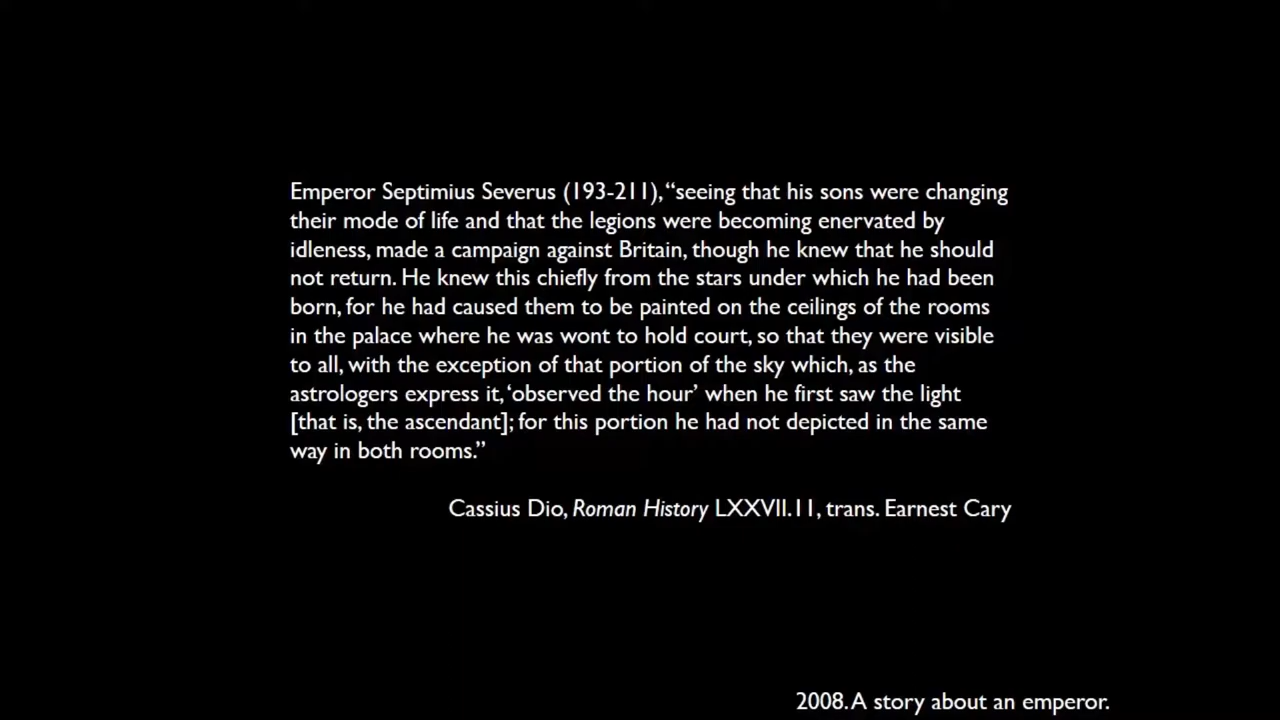 Emperor Septimius Severus (193-211), “seeing that his sons were changing
their mode of life and that the legions were becoming enervated by
idleness, made a campaign against Britain, though he knew that he should
not return. He knew this chiefly from the stars under which he had been
born, for he had caused them to be painted on the ceilings of the rooms
in the palace where he was wont to hold court, so that they were visible
to all, with the exception of that portion of the sky which, as the
astrologers express it, ‘observed the hour’ when he first saw the light
[that is, the ascendant]; for this portion he had not depicted in the same
way in both rooms.”
Cassius Dio, Roman History LXXVII.11, trans. Earnest Cary
2008. A story about an emperor.